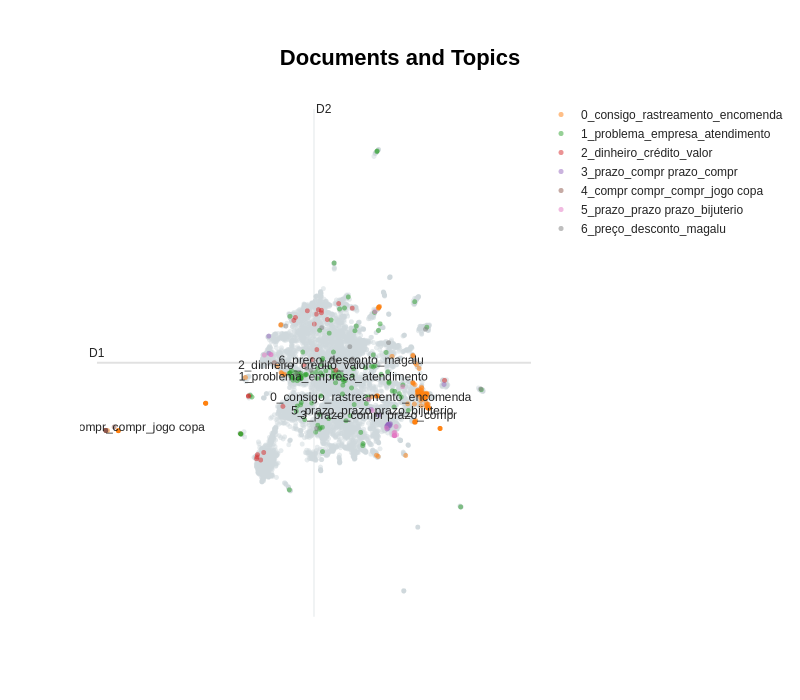 Documents and Topics
D2
0_consigo_rastreamento_encomenda
1_problema_empresa_atendimento
2_dinheiro_crédito_valor
3_prazo_compr prazo_compr
4_compr compr_compr_jogo copa
5_prazo_prazo prazo_bijuterio
6_preço_desconto_magalu
D1
6_preço_desconto_magalu
2_dinheiro_crédito_valor
1_problema_empresa_atendimento
0_consigo_rastreamento_encomenda
5_prazo_prazo prazo_bijuterio
3_prazo_compr prazo_compr
ompr_compr_jogo copa